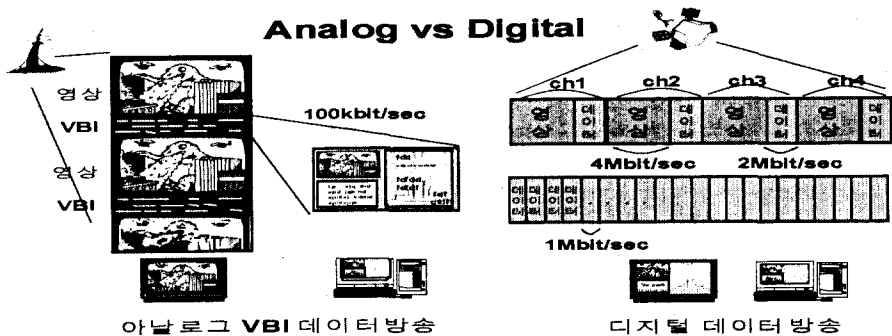 Analog vs Digital
영상
VBI
영상
VBI
100kbit/sec
아날로그 VBI 데이터방송
ch1 ch2 ch3 ch4
영상 데이터 영상 데이터 영상 데이터 영상 데이터
4Mbit/sec 2Mbit/sec
데이터 데이터 데이터 데이터
1Mbit/sec
디지털 데이터방송